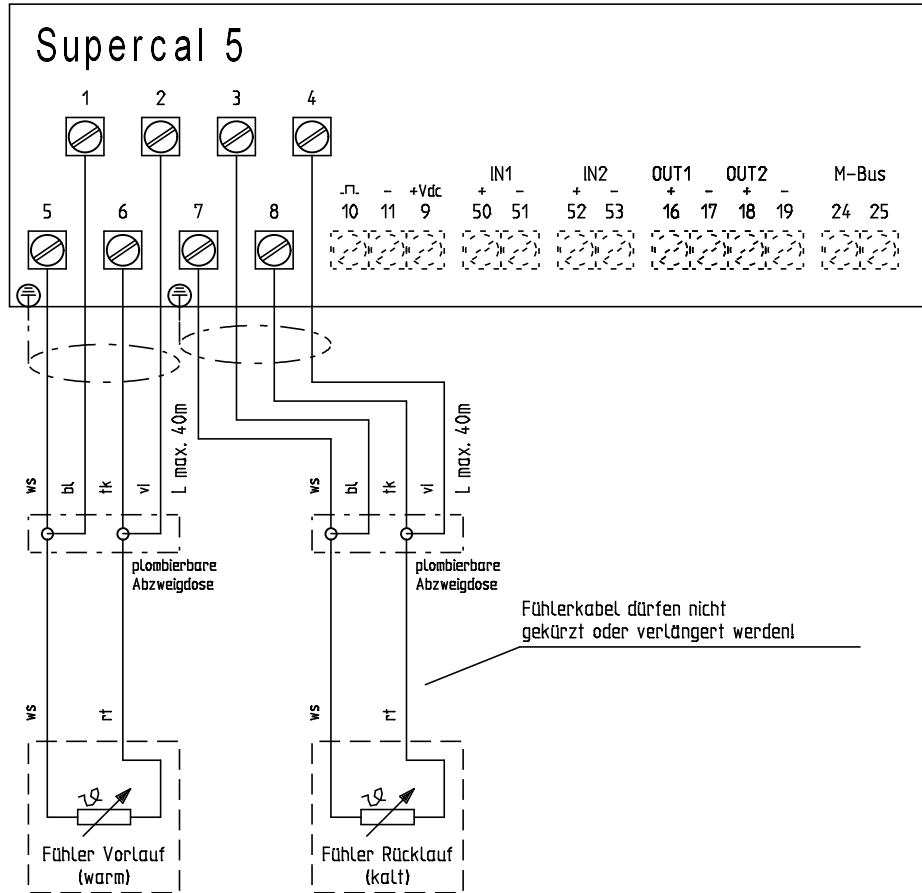 Supercal 5
1 2 3 4
IN1 IN2 OUT1 OUT2 M-Bus
- +Vdc + - + - + - + -
5 6 7 8 10 11 9 50 51 52 53 16 17 18 19 24 25
ws bl tk vi L max. 40m ws bl tk vi L max. 40m
plombierbare
Abzweigdose
plombierbare
Abzweigdose
Fühlerkabel dürfen nicht
gekürzt oder verlängert werden!
ws rt ws rt
Fühler Vorlauf
(warm)
Fühler Rücklauf
(kalt)